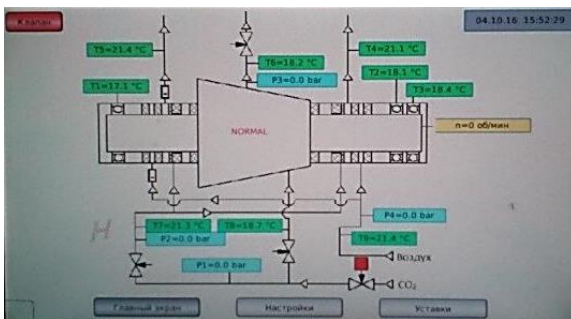 Клапан
04.10.16 15:52:29
T5=21.4 °C
T6=18.2 °C
T4=21.1 °C
P3=0.0 bar
T2=18.1 °C
T1=17.1 °C
T3=18.4 °C
NORMAL
n=0 об/мин
P4=0.0 bar
T7=21.3 °C
T8=18.7 °C
P2=0.0 bar
T9=21.4 °C
P1=0.0 bar
Воздух
CO₂
Главный экран
Настройки
Уставки